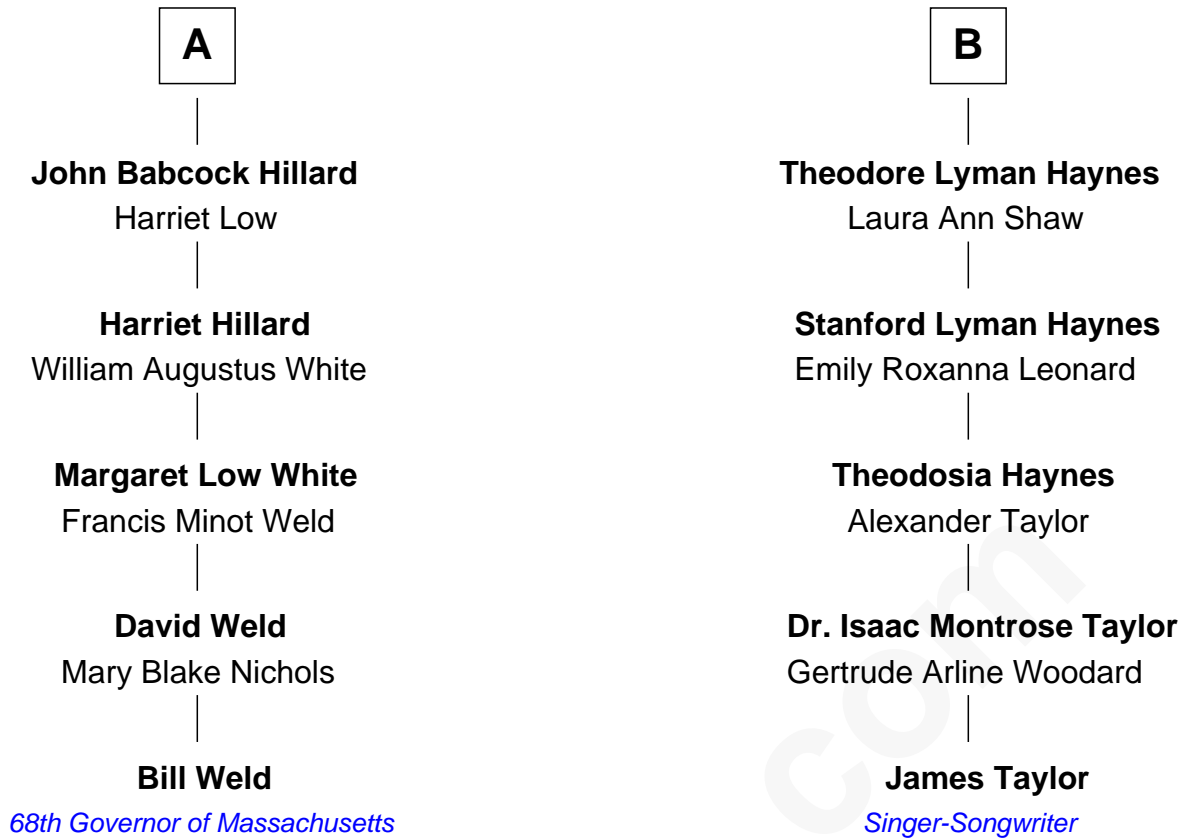 A
John Babcock Hillard
Harriet Low
Harriet Hillard
William Augustus White
Margaret Low White
Francis Minot Weld
David Weld
Mary Blake Nichols
Bill Weld
68th Governor of Massachusetts
B
Theodore Lyman Haynes
Laura Ann Shaw
Stanford Lyman Haynes
Emily Roxanna Leonard
Theodosia Haynes
Alexander Taylor
Dr. Isaac Montrose Taylor
Gertrude Arline Woodard
James Taylor
Singer-Songwriter
com